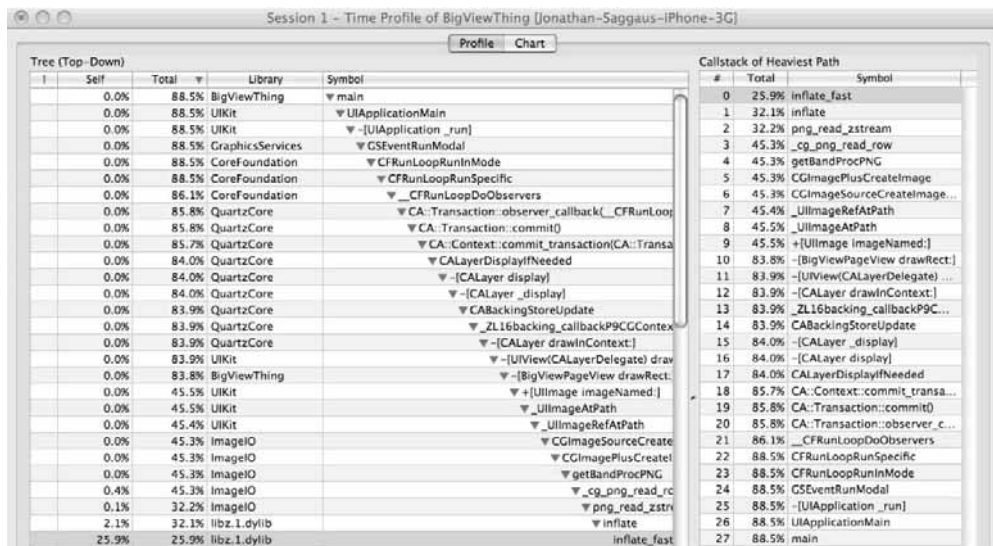 Session 1 - Time Profile of BigViewThing [Jonathan-Saggaus-iPhone-3G]
Profile Chart
Tree (Top-Down)
! Self Total Library Symbol
0.0% 88.5% BigViewThing main
0.0% 88.5% UIKit UIApplicationMain
0.0% 88.5% UIKit -[UIApplication _run]
0.0% 88.5% GraphicsServices GSEventRunModal
0.0% 88.5% CoreFoundation CFRunLoopRunInMode
0.0% 88.5% CoreFoundation CFRunLoopRunSpecific
0.0% 86.1% CoreFoundation __CFRunLoopDoObservers
0.0% 85.8% QuartzCore CA::Transaction::observer_callback(__CFRunLoop
0.0% 85.8% QuartzCore CA::Transaction::commit()
0.0% 85.7% QuartzCore CA::Context::commit_transaction(CA::Transa
0.0% 84.0% QuartzCore CALayerDisplayIfNeeded
0.0% 84.0% QuartzCore -[CALayer display]
0.0% 84.0% QuartzCore -[CALayer _display]
0.0% 83.9% QuartzCore CABackingStoreUpdate
0.0% 83.9% QuartzCore _ZL16backing_callbackP9CGContex
0.0% 83.9% QuartzCore -[CALayer drawInContext:]
0.0% 83.9% UIKit -[UIView(CALayerDelegate) draw
0.0% 83.8% BigViewThing -[BigViewPageView drawRect:]
0.0% 45.5% UIKit +[UIImage imageNamed:]
0.0% 45.5% UIKit _UIImageAtPath
0.0% 45.4% UIKit _UIImageRefAtPath
0.0% 45.3% ImageIO CGImageSourceCreate
0.0% 45.3% ImageIO CGImagePlusCreateI
0.0% 45.3% ImageIO getBandProcPNG
0.4% 45.3% ImageIO _cg_png_read_ro
0.1% 32.2% ImageIO png_read_zstre
2.1% 32.1% libz.1.dylib inflate
25.9% 25.9% libz.1.dylib inflate_fast
Callstack of Heaviest Path
# Total Symbol
0 25.9% inflate_fast
1 32.1% inflate
2 32.2% png_read_zstream
3 45.3% _cg_png_read_row
4 45.3% getBandProcPNG
5 45.3% CGImagePlusCreateImage
6 45.3% CGImageSourceCreateImage...
7 45.4% _UIImageRefAtPath
8 45.5% _UIImageAtPath
9 45.5% +[UIImage imageNamed:]
10 83.8% -[BigViewPageView drawRect:]
11 83.9% -[UIView(CALayerDelegate) ...
12 83.9% -[CALayer drawInContext:]
13 83.9% _ZL16backing_callbackP9C...
14 83.9% CABackingStoreUpdate
15 84.0% -[CALayer _display]
16 84.0% -[CALayer display]
17 84.0% CALayerDisplayIfNeeded
18 85.7% CA::Context::commit_transa...
19 85.8% CA::Transaction::commit()
20 85.8% CA::Transaction::observer_c...
21 86.1% __CFRunLoopDoObservers
22 88.5% CFRunLoopRunSpecific
23 88.5% CFRunLoopRunInMode
24 88.5% GSEventRunModal
25 88.5% -[UIApplication _run]
26 88.5% UIApplicationMain
27 88.5% main